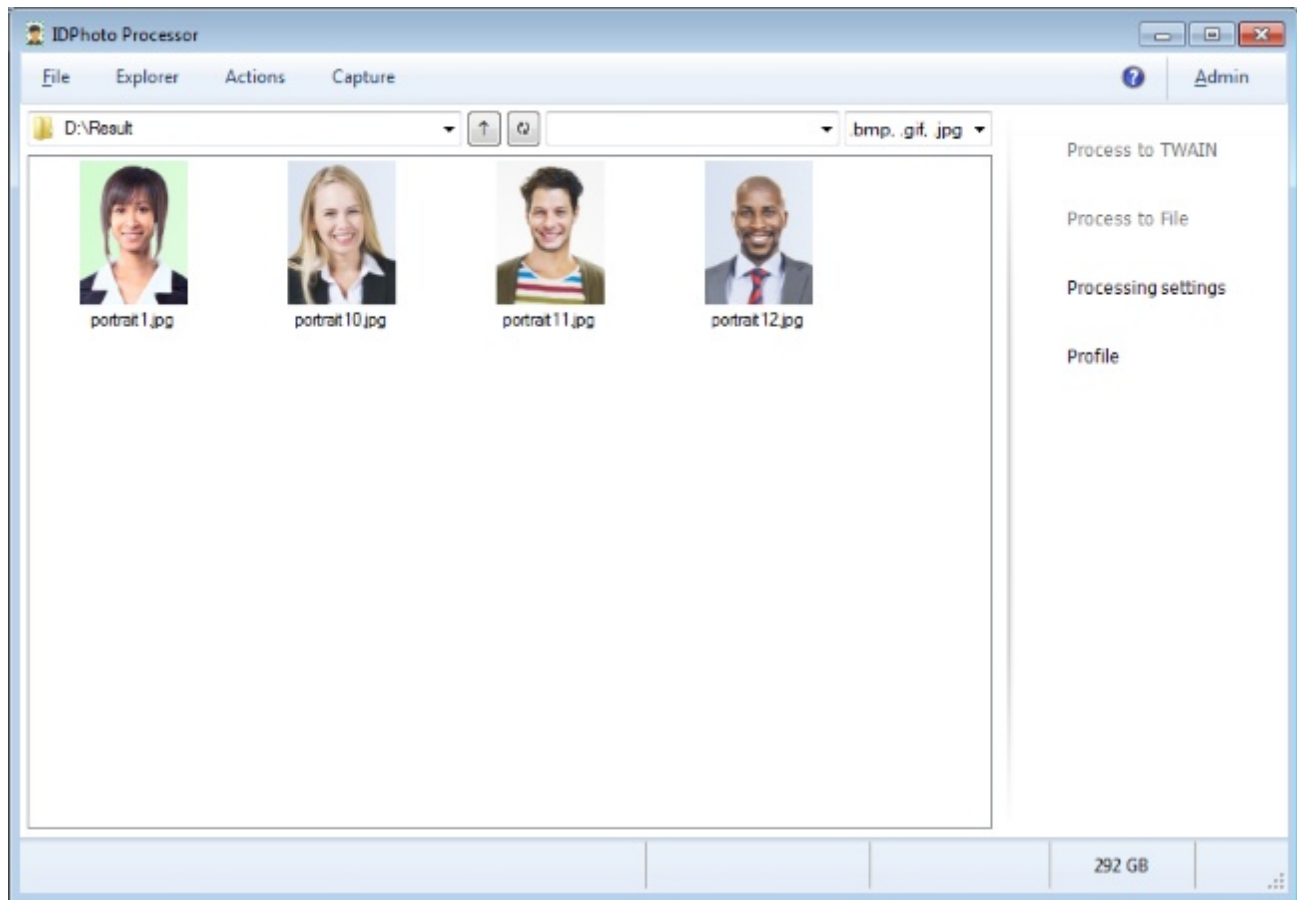 IDPhoto Processor
File Explorer Actions Capture ? Admin
D:\Result .bmp, .gif, .jpg
Process to TWAIN
Process to File
Processing settings
Profile
portrait1.jpg portrait10.jpg portrait11.jpg portrait12.jpg
292 GB